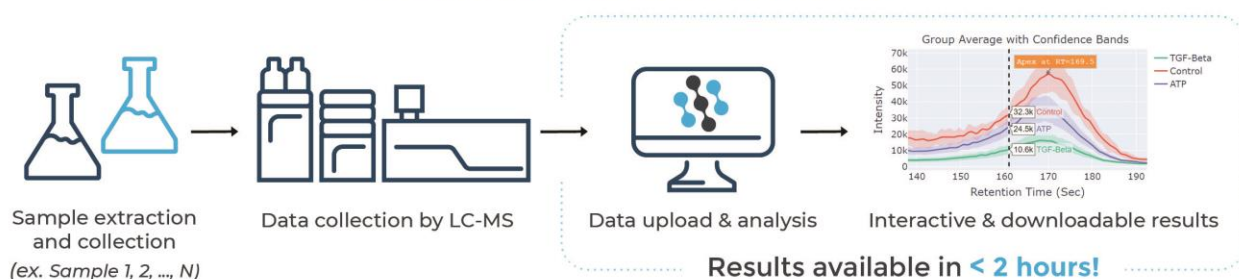 Group Average with Confidence Bands
70k
60k
50k
40k
30k
20k
10k
0
Intensity
Apex at RT=169.5
32.3k Control
24.5k ATP
10.6k TGF-Beta
TGF-Beta
Control
ATP
140 150 160 170 180 190
Retention Time (Sec)
Sample extraction
and collection
(ex. Sample 1, 2, ..., N)
Data collection by LC-MS
Data upload & analysis
Interactive & downloadable results
Results available in < 2 hours!